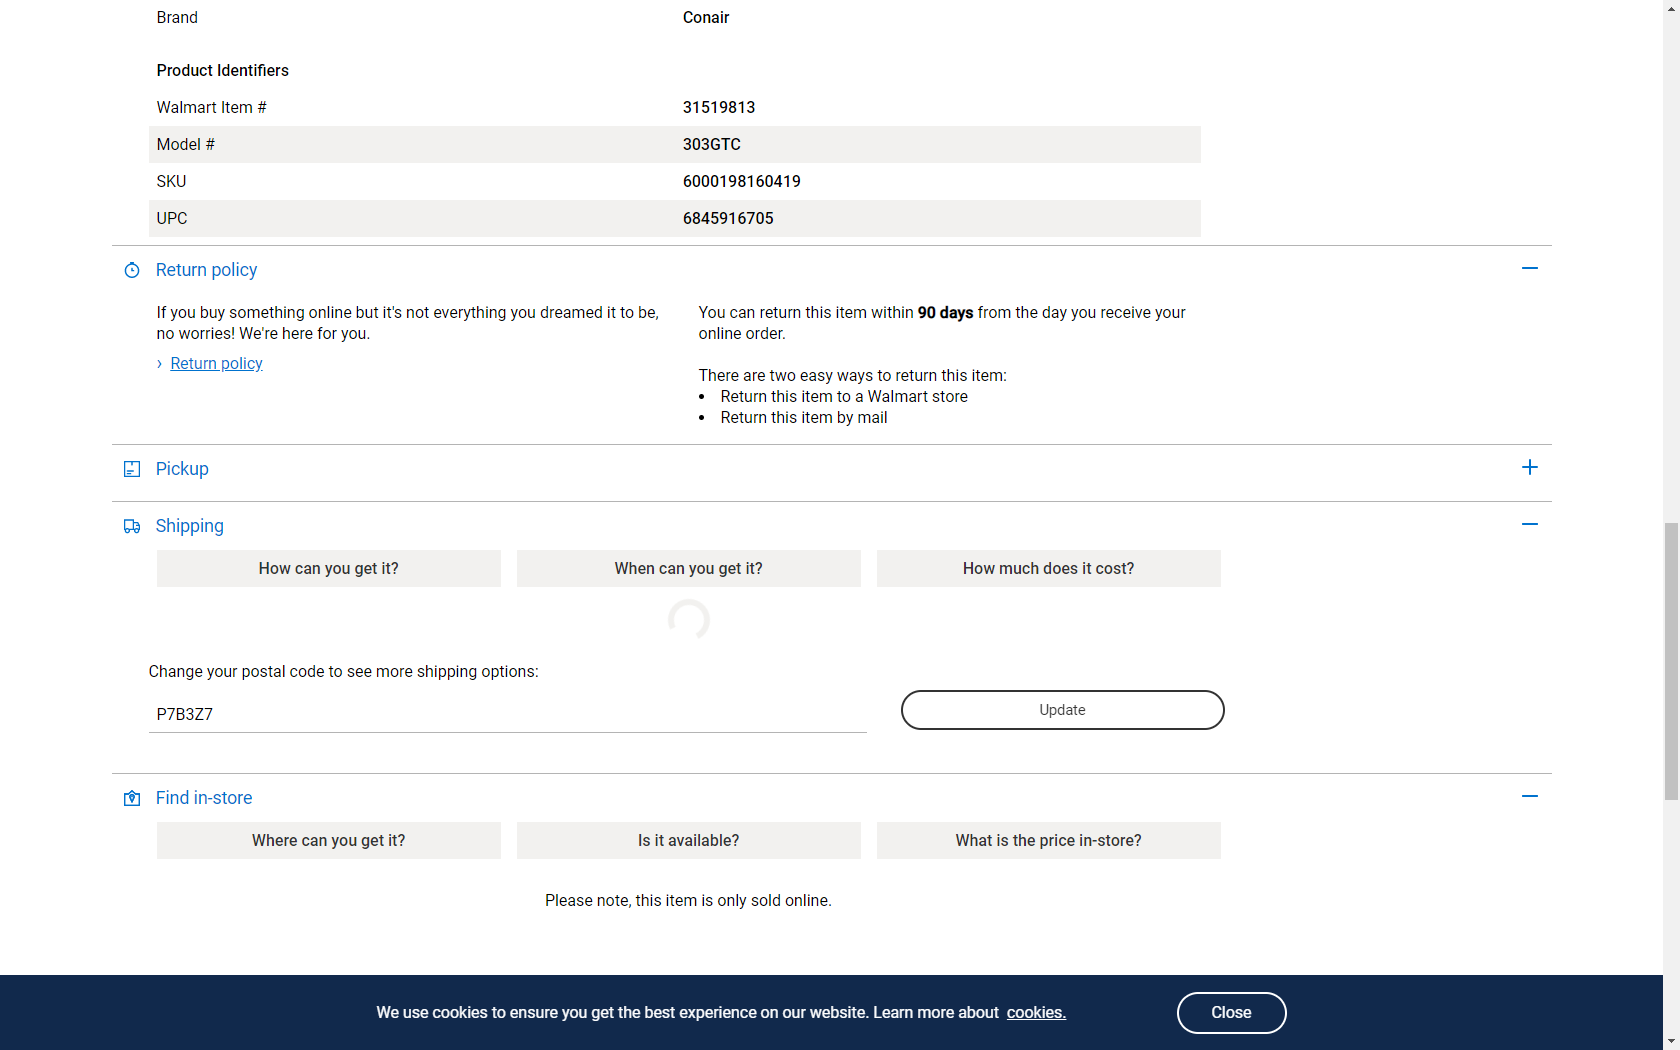 Brand Conair
Product Identifiers
Walmart Item # 31519813
Model # 303GTC
SKU 6000198160419
UPC 6845916705
Return policy
If you buy something online but it's not everything you dreamed it to be,
no worries! We're here for you.
› Return policy
You can return this item within 90 days from the day you receive your
online order.
There are two easy ways to return this item:
• Return this item to a Walmart store
• Return this item by mail
Pickup
Shipping
How can you get it? When can you get it? How much does it cost?
Change your postal code to see more shipping options:
P7B3Z7 Update
Find in-store
Where can you get it? Is it available? What is the price in-store?
Please note, this item is only sold online.
We use cookies to ensure you get the best experience on our website. Learn more about cookies. Close